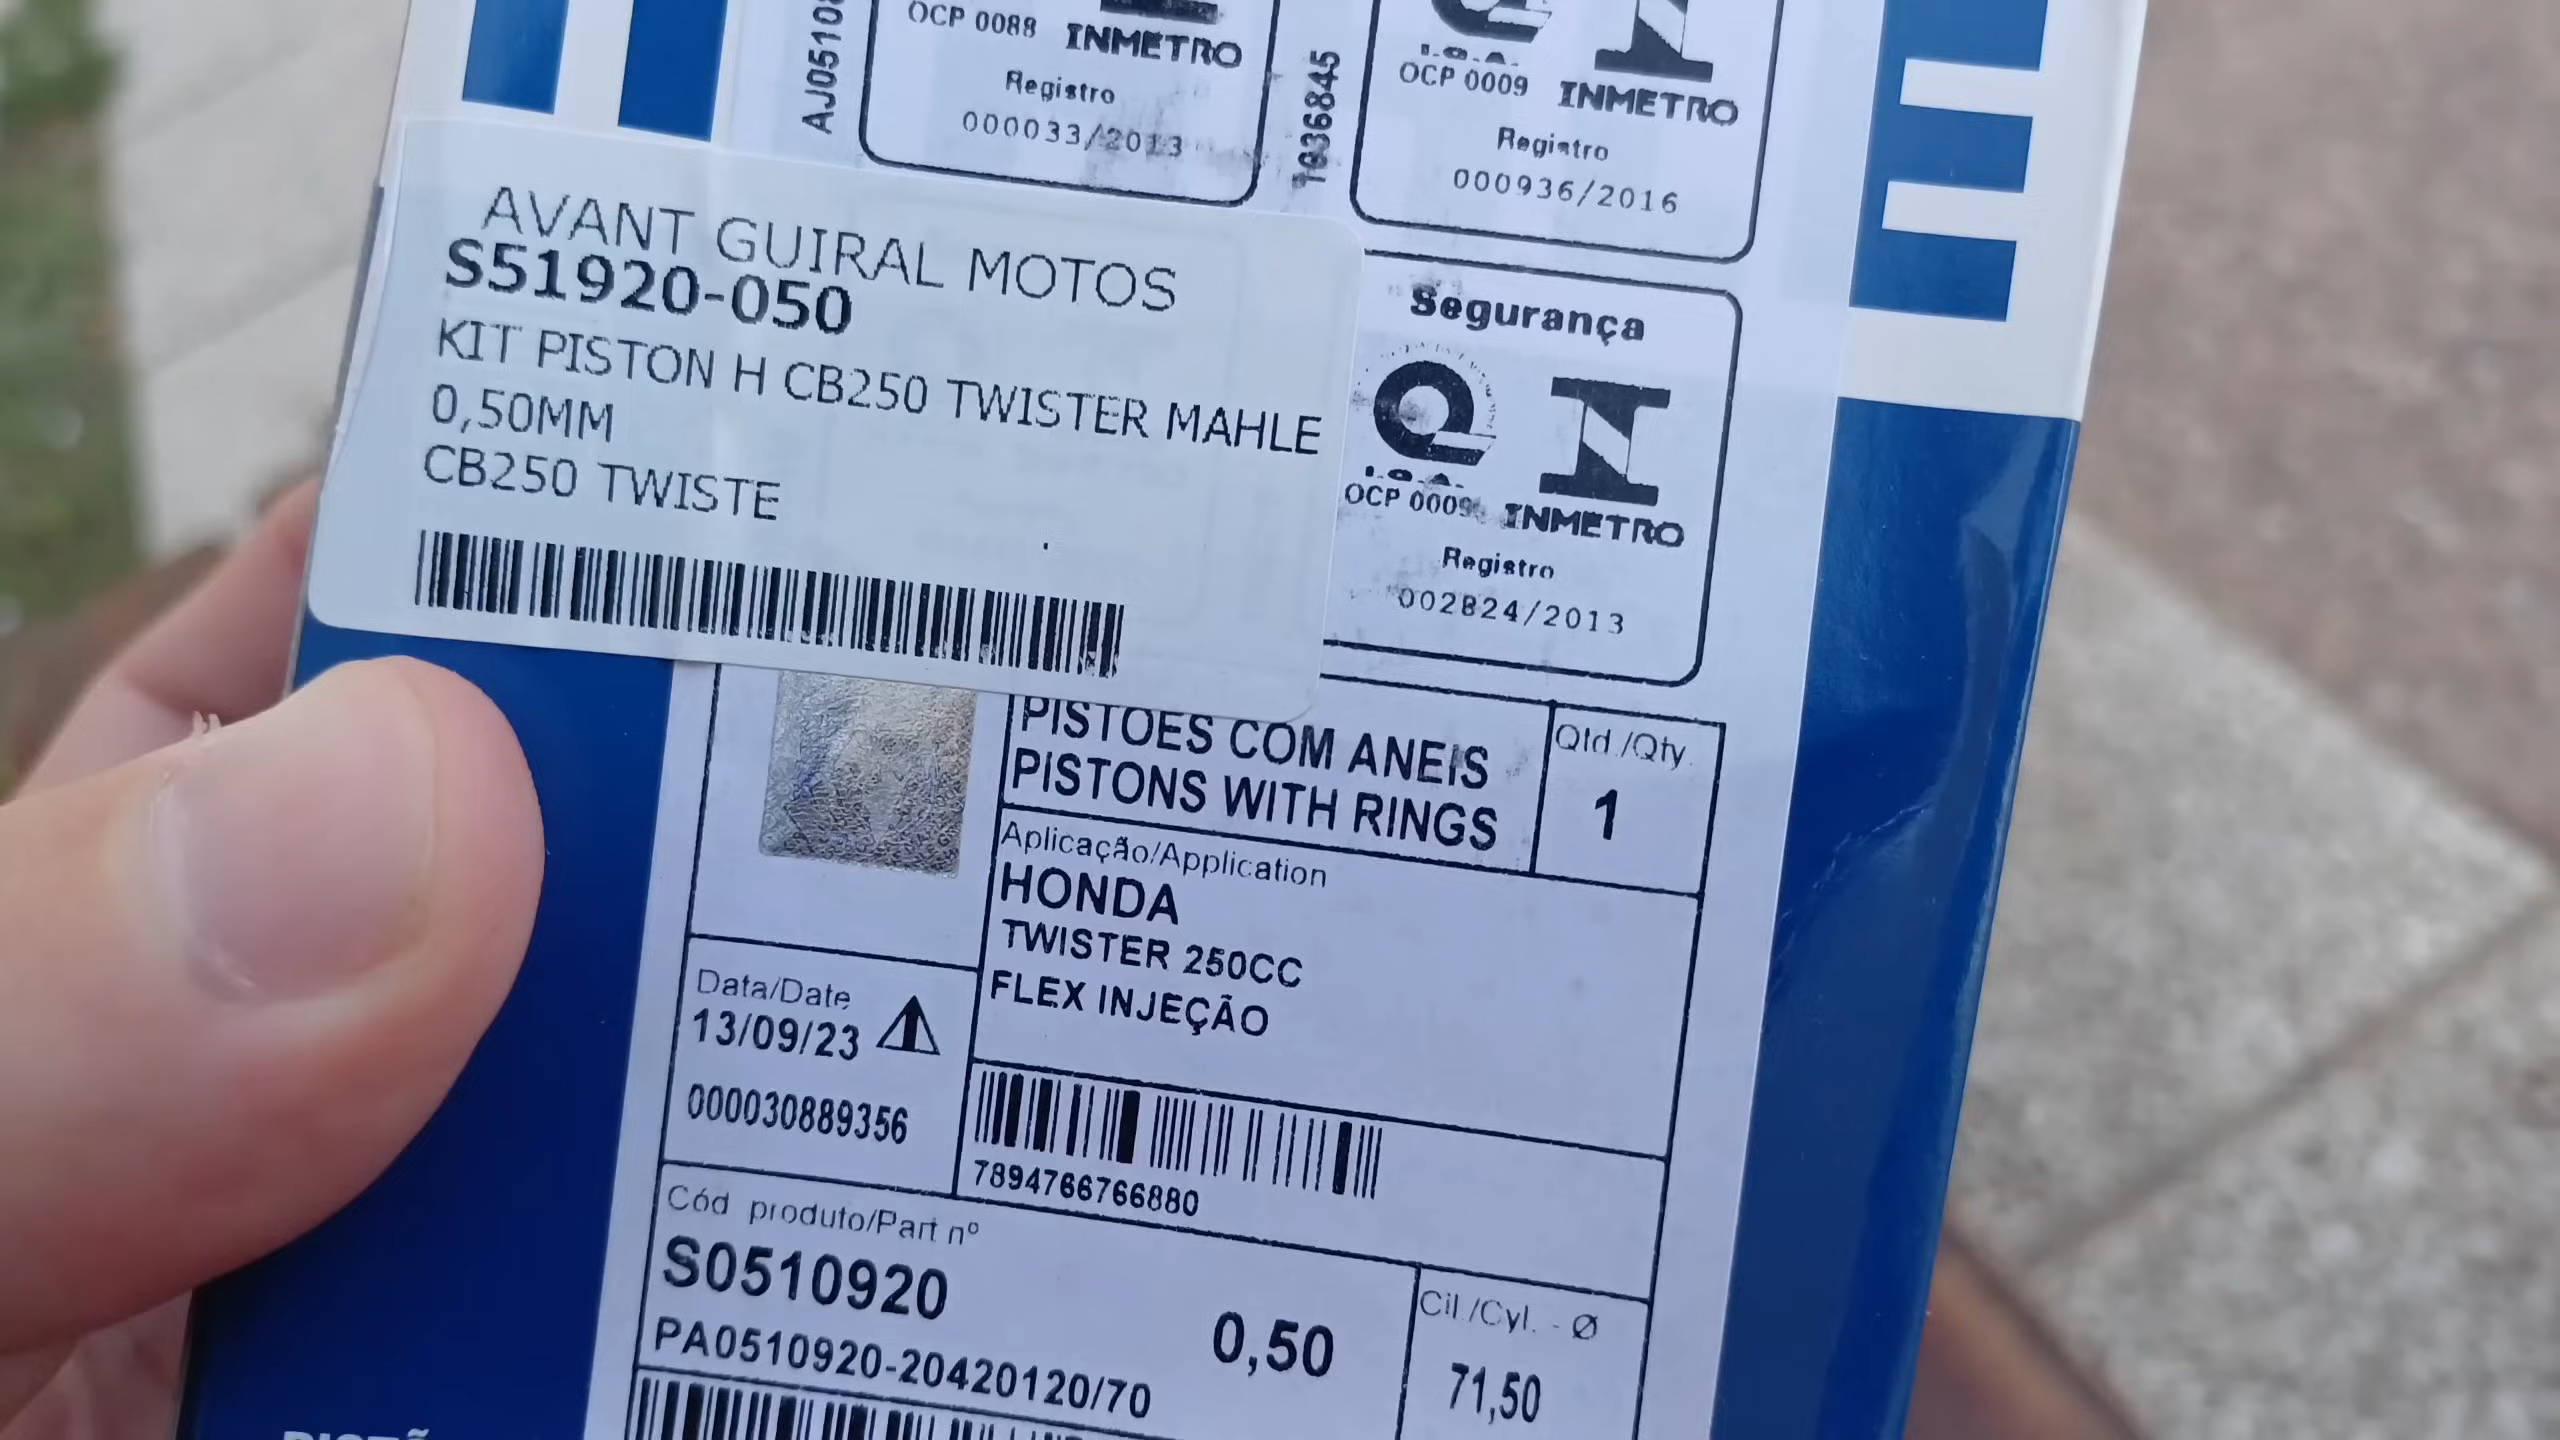 OCP 0088 INMETRO
Registro
000033/2013
1036845
I.Q.A.
OCP 0009 INMETRO
Registro
000936/2016
AVANT GUIRAL MOTOS
S51920-050
KIT PISTON H CB250 TWISTER MAHLE
0,50MM
CB250 TWISTE
Segurança
I.Q.A.
OCP 0009 INMETRO
Registro
002824/2013
PISTOES COM ANEIS
PISTONS WITH RINGS
Qtd./Qty.
1
Aplicação/Application
HONDA
TWISTER 250CC
FLEX INJEÇÃO
Data/Date
13/09/23
000030889356
7894766766880
Cód produto/Part nº
S0510920
0,50
PA0510920-20420120/70
Cil./Cyl. - Ø
71,50